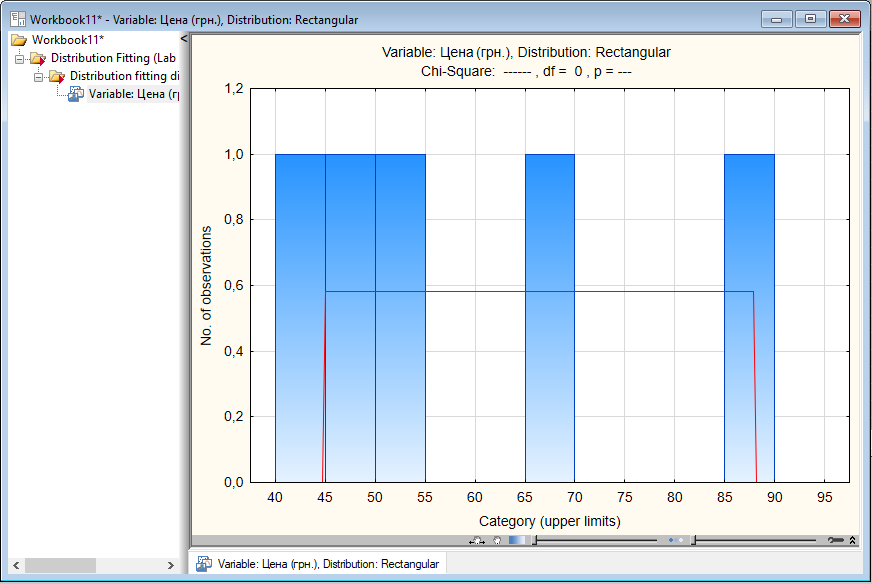 Workbook11* - Variable: Цена (грн.), Distribution: Rectangular
Workbook11*
Distribution Fitting (Lab
Distribution fitting di
Variable: Цена (гр
Variable: Цена (грн.), Distribution: Rectangular
Chi-Square: ------ , df = 0 , p = ---
No. of observations
1,2
1,0
0,8
0,6
0,4
0,2
0,0
40 45 50 55 60 65 70 75 80 85 90 95
Category (upper limits)
Variable: Цена (грн.), Distribution: Rectangular